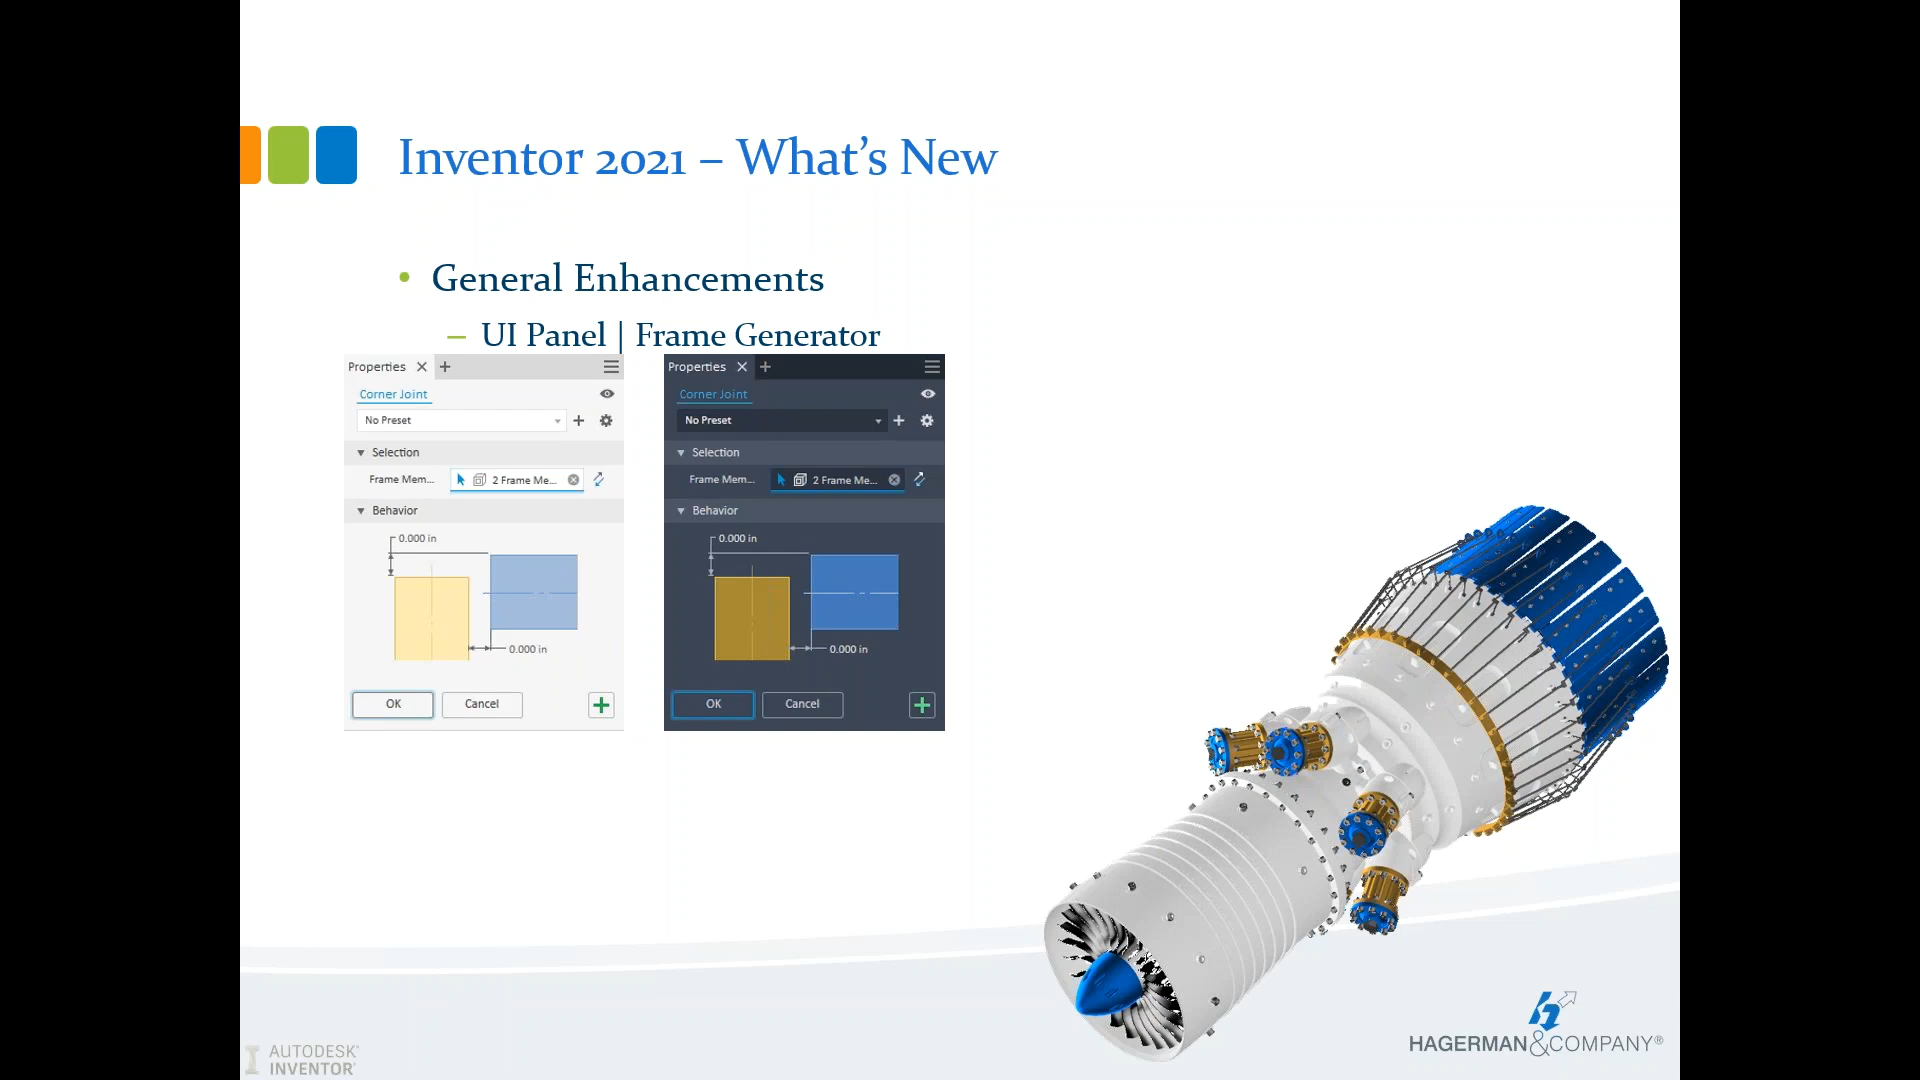 Inventor 2021 – What's New
• General Enhancements
– UI Panel | Frame Generator
Properties
Corner Joint
No Preset
Selection
Frame Mem...
2 Frame Me...
Behavior
0.000 in
0.000 in
OK
Cancel
Properties
Corner Joint
No Preset
Selection
Frame Mem...
2 Frame Me...
Behavior
0.000 in
0.000 in
OK
Cancel
AUTODESK®
INVENTOR®
HAGERMAN&COMPANY®